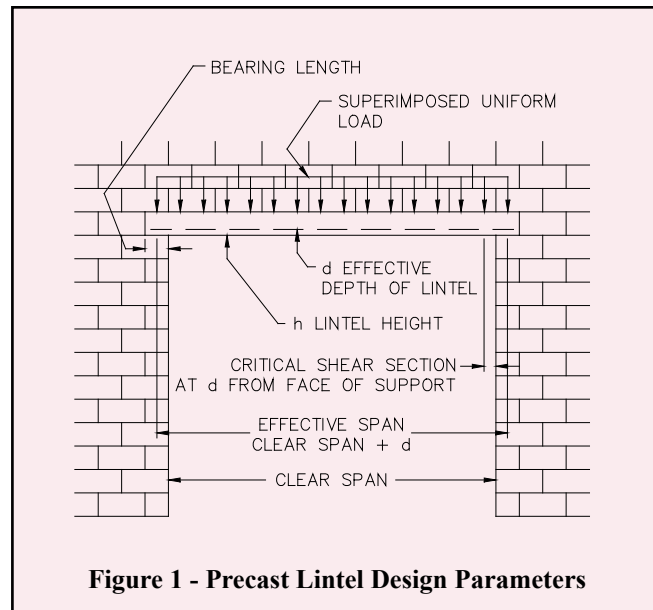 BEARING LENGTH
SUPERIMPOSED UNIFORM
LOAD
d EFFECTIVE
DEPTH OF LINTEL
h LINTEL HEIGHT
CRITICAL SHEAR SECTION
AT d FROM FACE OF SUPPORT
EFFECTIVE SPAN
CLEAR SPAN + d
CLEAR SPAN
Figure 1 - Precast Lintel Design Parameters